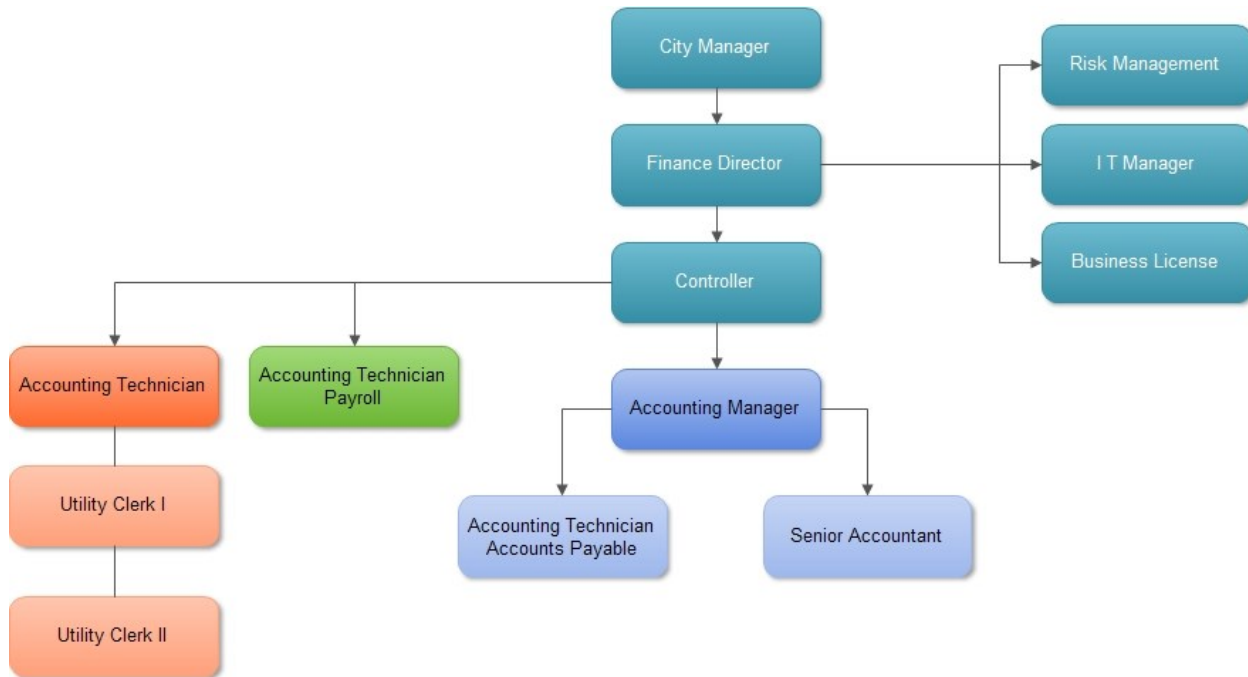 City Manager
Risk Management
Finance Director
I T Manager
Controller
Business License
Accounting Technician
Accounting Technician
Payroll
Accounting Manager
Utility Clerk I
Accounting Technician
Accounts Payable
Senior Accountant
Utility Clerk II